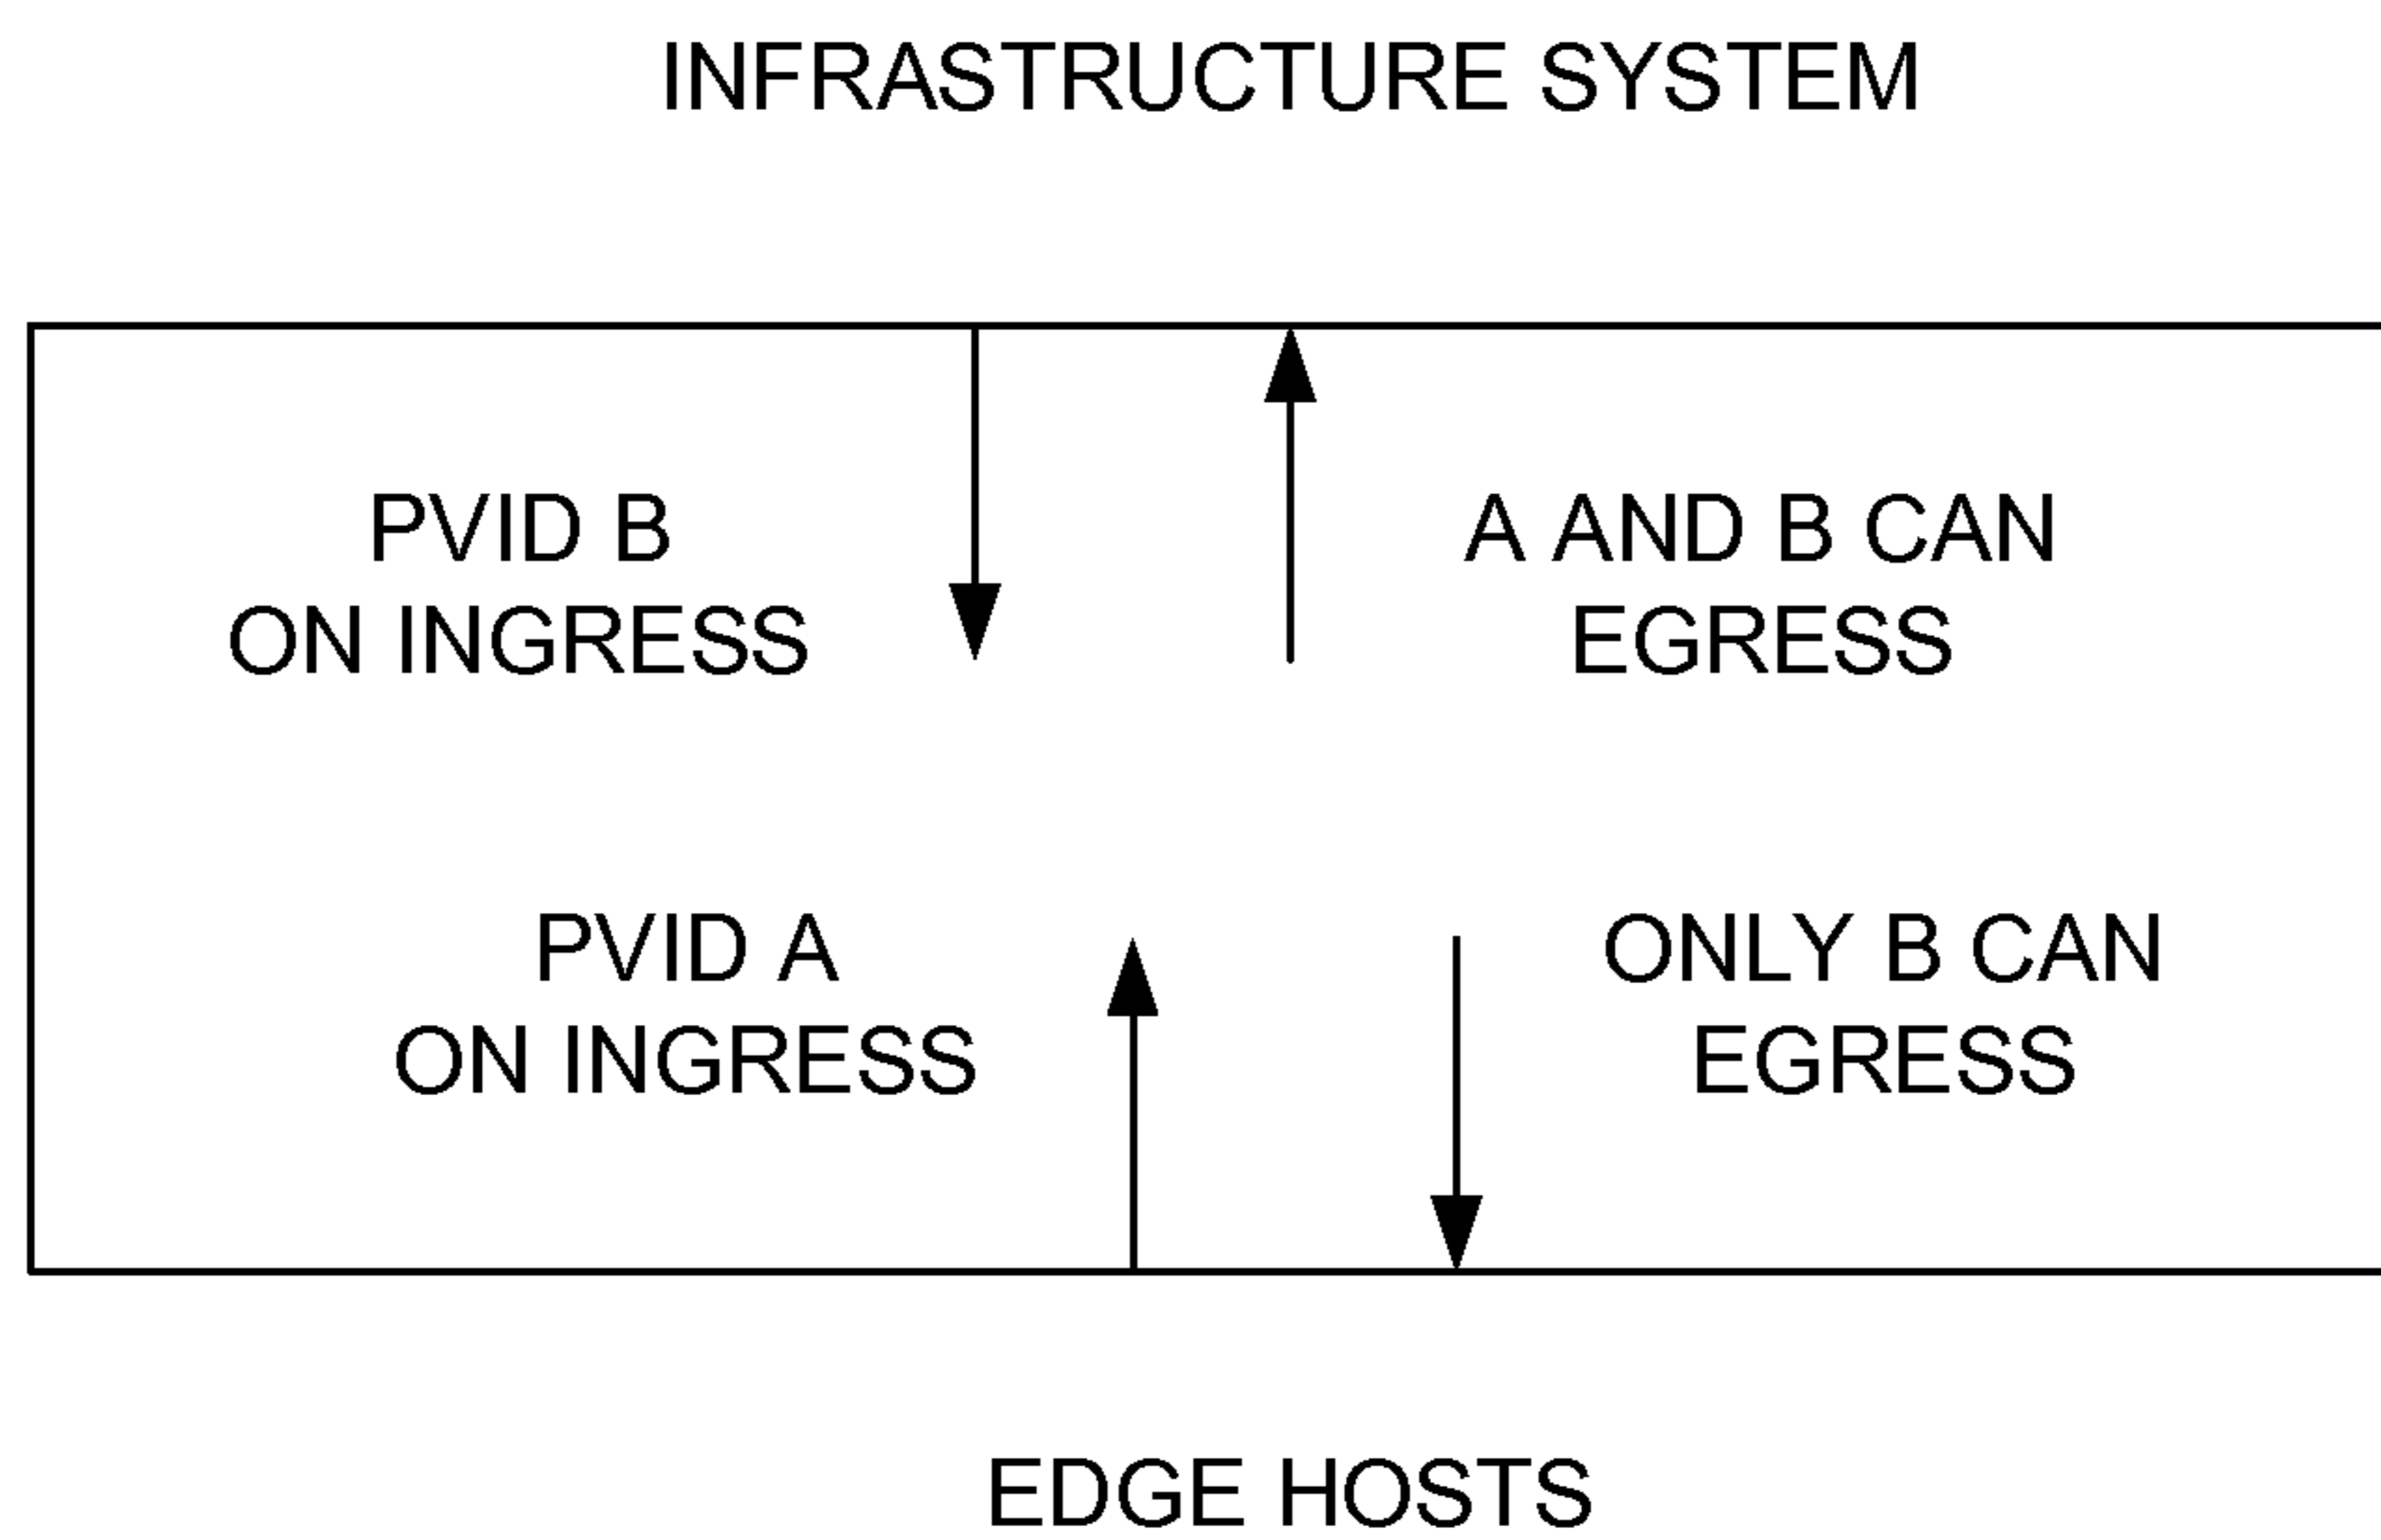 INFRASTRUCTURE SYSTEM
PVID B
ON INGRESS
A AND B CAN
EGRESS
PVID A
ON INGRESS
ONLY B CAN
EGRESS
EDGE HOSTS